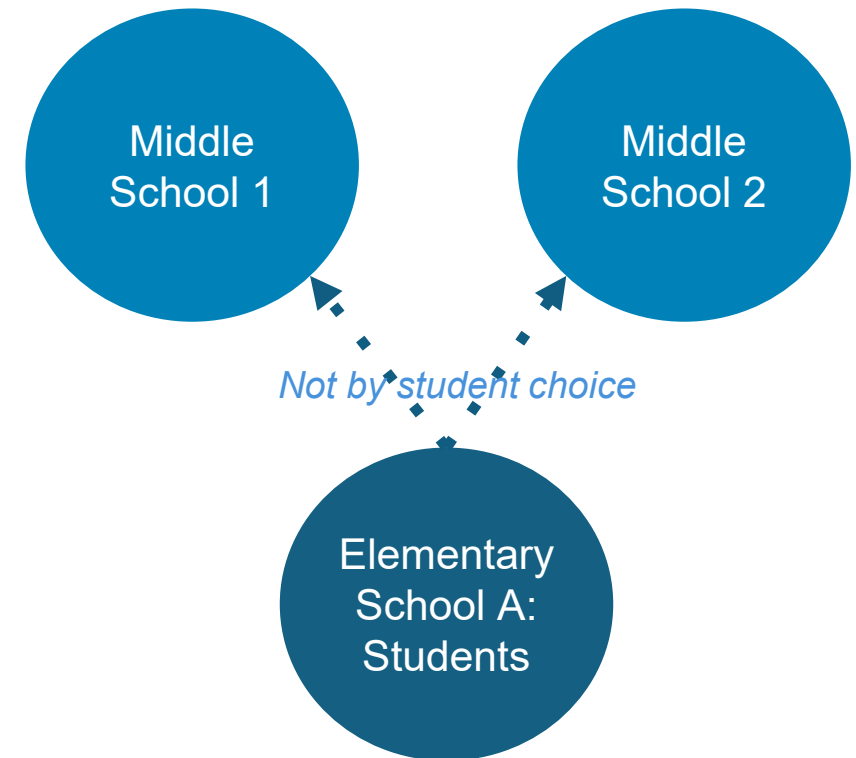 Middle
School 1
Middle
School 2
Not by student choice
Elementary
School A:
Students